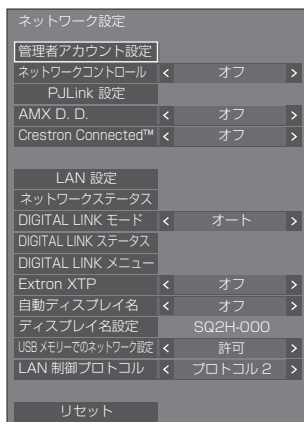 ネットワーク設定
管理者アカウント設定
ネットワークコントロール < オフ >
PJLink 設定
AMX D. D. < オフ >
Crestron Connected™ < オフ >
LAN 設定
ネットワークステータス
DIGITAL LINK モード < オート >
DIGITAL LINK ステータス
DIGITAL LINK メニュー
Extron XTP < オフ >
自動ディスプレイ名 < オフ >
ディスプレイ名設定 SQ2H-000
USB メモリーでのネットワーク設定 < 許可 >
LAN 制御プロトコル < プロトコル 2 >
リセット